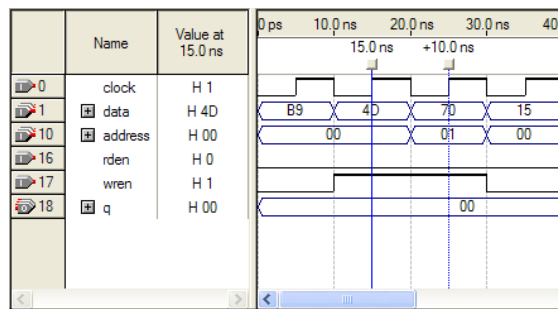 Name
Value at
15.0 ns
0 ps 10.0 ns 20.0 ns 30.0 ns 40
15.0 ns +10.0 ns
0 clock H 1
1 data H 4D B9 4D 70 15
10 address H 00 00 01 00
16 rden H 0
17 wren H 1
18 q H 00 00